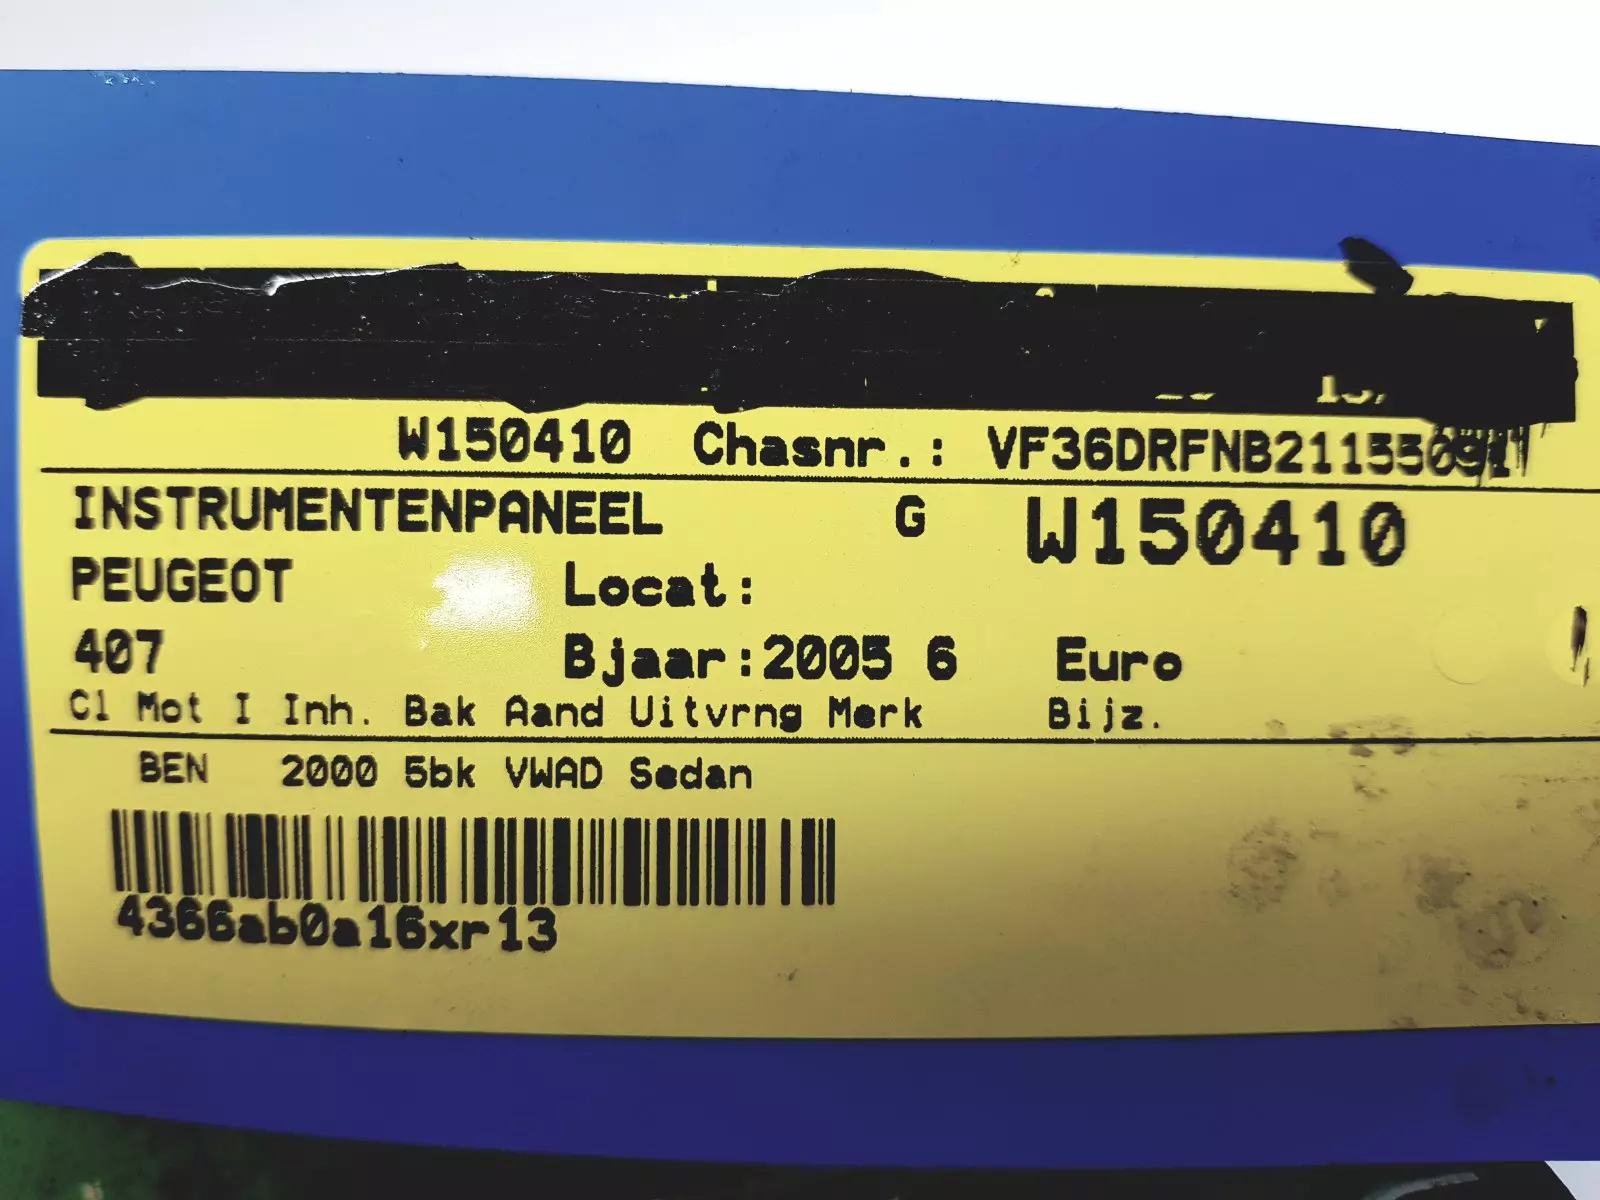 W150410 Chasnr.:
INSTRUMENTENPANEEL G W150410
PEUGEOT Locat:
407 Bjaar:2005 6 Euro
Cl Mot I Inh. Bak Aand Uitvrng Merk Bijz.
BEN 2000 5bk VWAD Sedan
4366ab0a16xr13